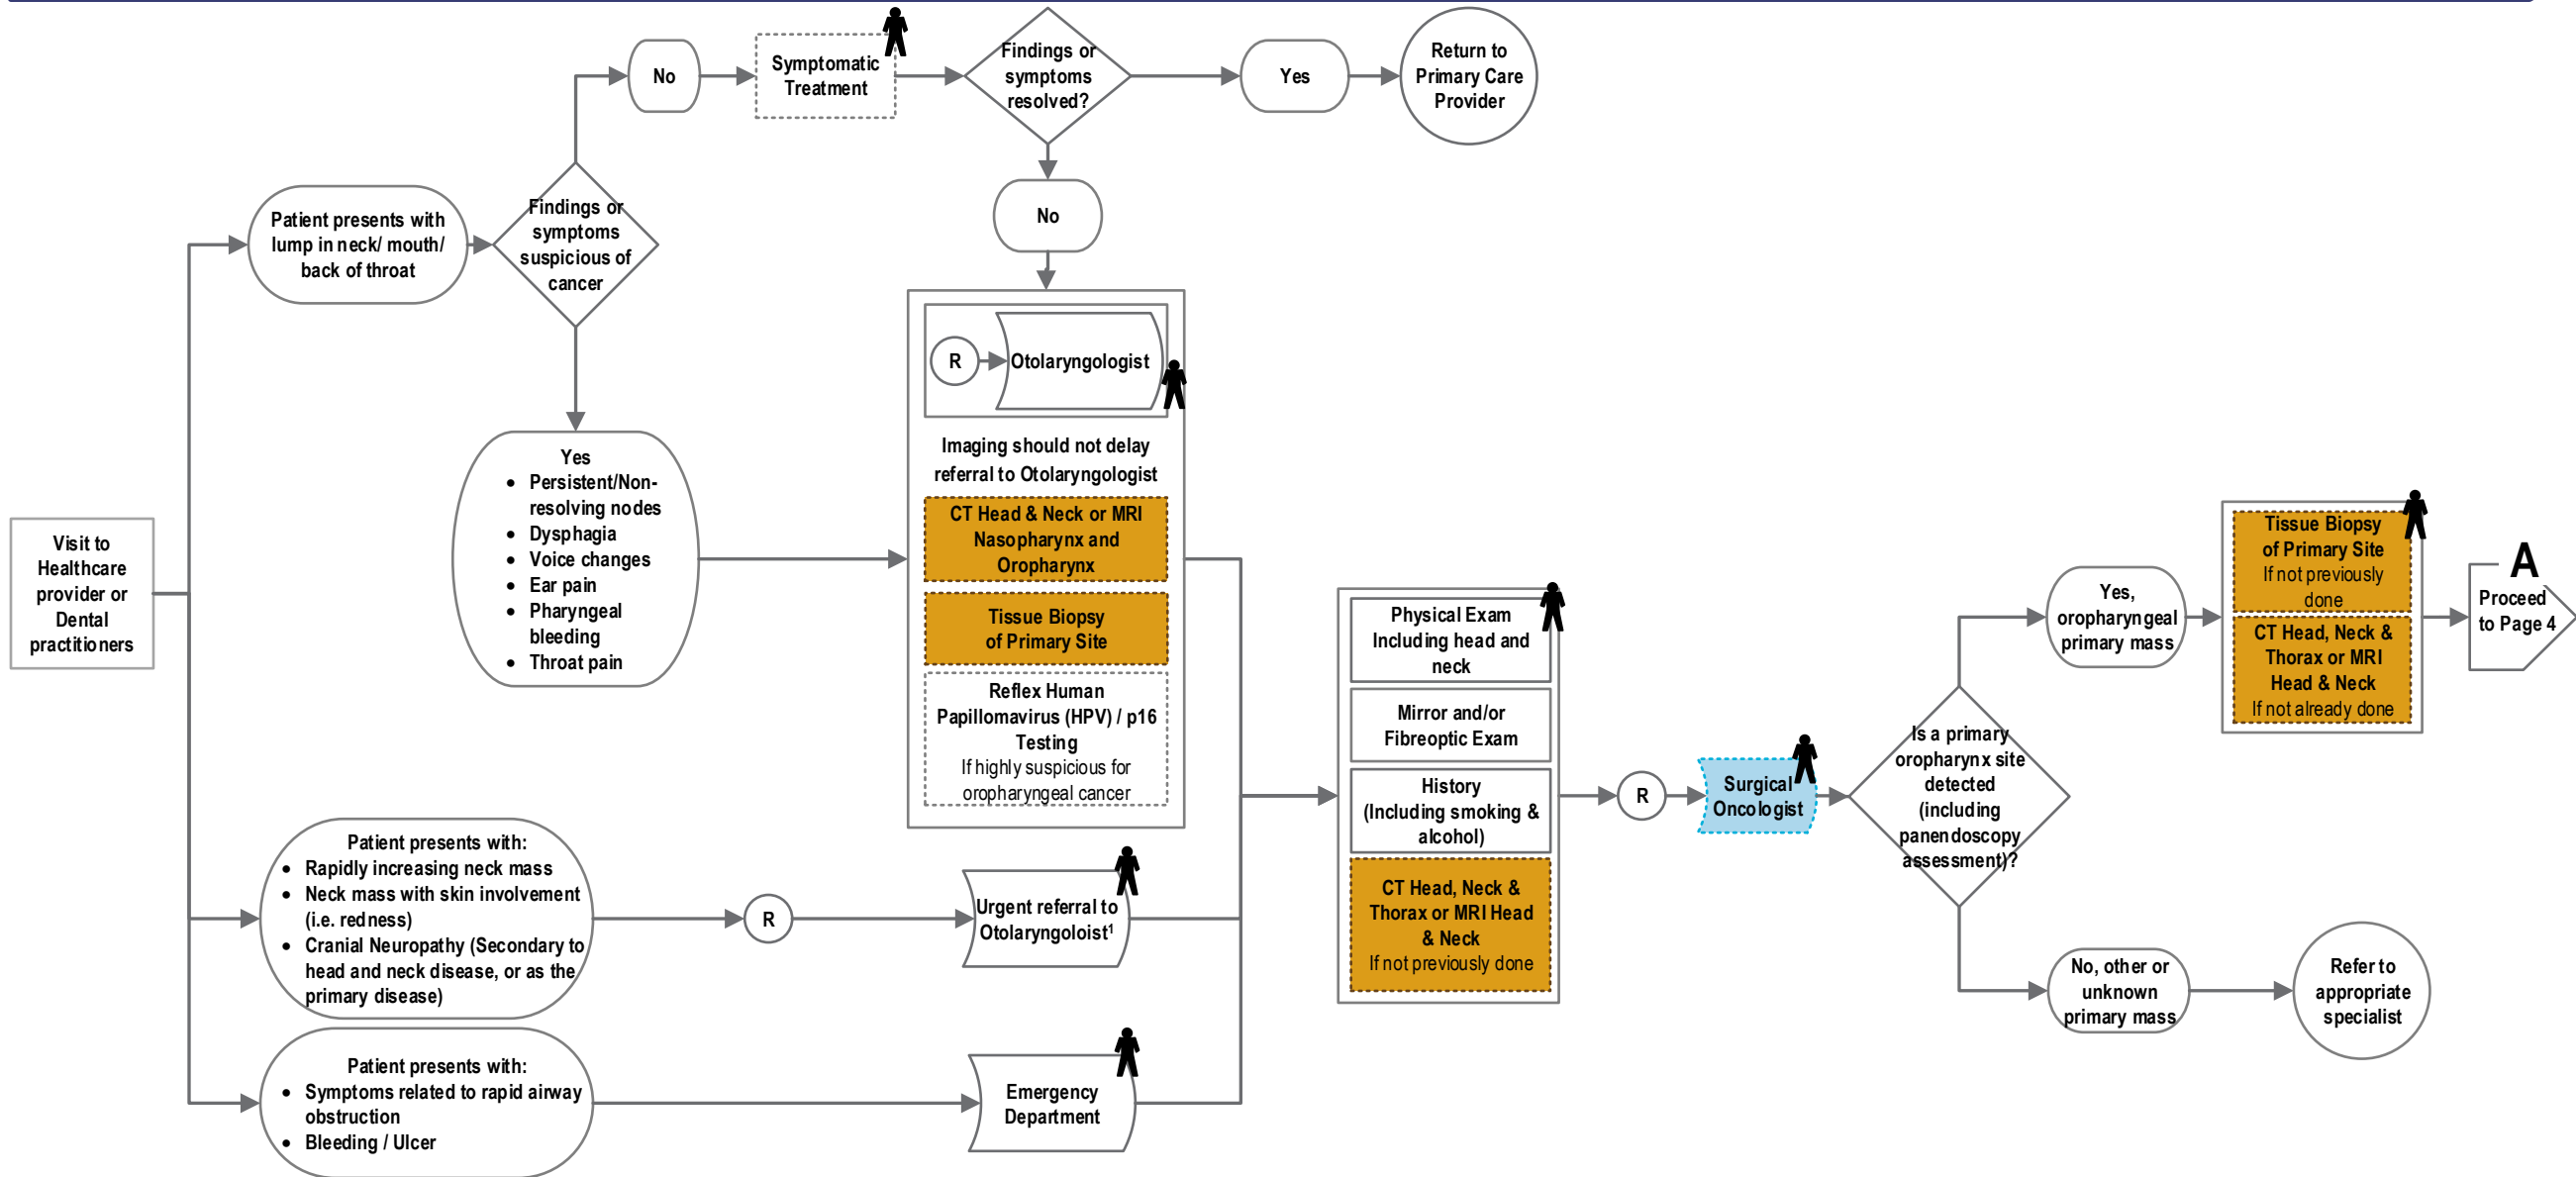 No
Symptomatic
Treatment
Findings or
symptoms
resolved?
Yes
Return to
Primary Care
Provider
No
Patient presents with
lump in neck/ mouth/
back of throat
Findings or
symptoms
suspicious of
cancer
Yes
• Persistent/Non-
resolving nodes
• Dysphagia
• Voice changes
• Ear pain
• Pharyngeal
bleeding
• Throat pain
Visit to
Healthcare
provider or
Dental
practitioners
R
Otolaryngologist
Imaging should not delay
referral to Otolaryngologist
CT Head & Neck or MRI
Nasopharynx and
Oropharynx
Tissue Biopsy
of Primary Site
Reflex Human
Papillomavirus (HPV) / p16
Testing
If highly suspicious for
oropharyngeal cancer
Patient presents with:
• Rapidly increasing neck mass
• Neck mass with skin involvement
(i.e. redness)
• Cranial Neuropathy (Secondary to
head and neck disease, or as the
primary disease)
R
Urgent referral to
Otolaryngoloist¹
Patient presents with:
• Symptoms related to rapid airway
obstruction
• Bleeding / Ulcer
Emergency
Department
Physical Exam
Including head and
neck
Mirror and/or
Fibreoptic Exam
History
(Including smoking &
alcohol)
CT Head, Neck &
Thorax or MRI Head
& Neck
If not previously done
R
Surgical
Oncologist
Is a primary
oropharynx site
detected
(including
panendoscopy
assessment)?
Yes,
oropharyngeal
primary mass
Tissue Biopsy
of Primary Site
If not previously
done
CT Head, Neck &
Thorax or MRI
Head & Neck
If not already done
A
Proceed
to Page 4
No, other or
unknown
primary mass
Refer to
appropriate
specialist